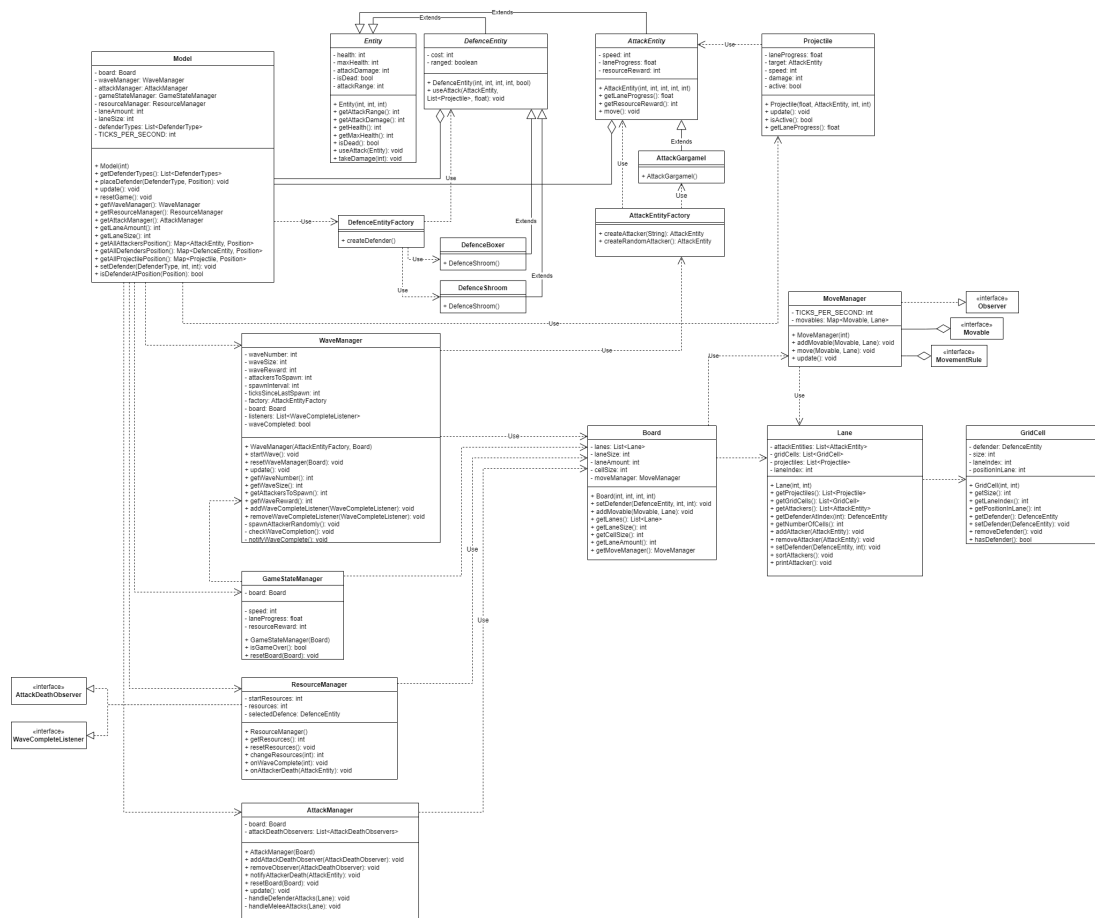 Extends
Extends
Entity
- health: int
- maxHealth: int
- attackDamage: int
- isDead: bool
- attackRange: int
+ Entity(int, int, int)
+ getAttackRange(): int
+ getAttackDamage(): int
+ getHealth(): int
+ getMaxHealth(): int
+ isDead(): bool
+ useAttack(Entity)
+ takeDamage(int): void
DefenceEntity
- cost: int
- ranged: boolean
+ DefenceEntity(int, int, int, int, bool)
+ useAttack(AttackEntity,
List<Projectile>, float): void
AttackEntity
- speed: int
- laneProgress: float
- resourceReward: int
+ AttackEntity(int, int, int, int, int)
+ getLaneProgress(): float
+ getResourceReward(): int
+ move(): void
Use
Projectile
- laneProgress: float
- target: AttackEntity
- speed: int
- damage: int
- active: bool
+ Projectile(float, AttackEntity, int, int)
+ update(): void
+ isActive(): bool
+ getLaneProgress(): float
Model
- board: Board
- waveManager: WaveManager
- attackManager: AttackManager
- gameStateManager: GameStateManager
- resourceManager: ResourceManager
- laneAmount: int
- laneSize: int
- defenderTypes: List<DefenderType>
- TICKS_PER_SECOND: int
+ Model(int)
+ getDefenderTypes(): List<DefenderTypes>
+ placeDefender(DefenderType, Position): void
+ update(): void
+ resetGame(): void
+ getWaveManager(): WaveManager
+ getResourceManager(): ResourceManager
+ getAttackManager(): AttackManager
+ getLaneAmount(): int
+ getLaneSize(): int
+ getAllAttackersPosition(): Map<AttackEntity, Position>
+ getAllDefendersPosition(): Map<DefenceEntity, Position>
+ getAllProjectilePosition(): Map<Projectile, Position>
+ setDefender(DefenderType, int, int): void
+ isDefenderAtPosition(Position): bool
Use
Use
Extends
AttackGargamel
+ AttackGargamel()
Use
Use
DefenceEntityFactory
+ createDefender()
Extends
AttackEntityFactory
+ createAttacker(String): AttackEntity
+ createRandomAttacker(): AttackEntity
Use
DefenceBoxer
+ DefenceShroom()
Extends
Use
DefenceShroom
+ DefenceShroom()
Use
MoveManager
- TICKS_PER_SECOND: int
- movables: Map<Movable, Lane>
+ MoveManager(int)
+ addMovable(Movable, Lane): void
+ move(Movable, Lane): void
+ update(): void
«interface»
Observer
«interface»
Movable
«interface»
MovementRule
WaveManager
- waveNumber: int
- waveSize: int
- waveReward: int
- attackersToSpawn: int
- spawnInterval: int
- ticksSinceLastSpawn: int
- factory: AttackEntityFactory
- board: Board
- listeners: List<WaveCompleteListener>
- waveCompleted: bool
+ WaveManager(AttackEntityFactory, Board)
+ startWave(): void
+ resetWaveManager(Board): void
+ update(): void
+ getWaveNumber(): int
+ getWaveSize(): int
+ getAttackersToSpawn(): int
+ getWaveReward(): int
+ addWaveCompleteListener(WaveCompleteListener): void
+ removeWaveCompleteListener(WaveCompleteListener): void
- spawnAttackerRandomly(): void
- checkWaveCompletion(): void
- notifyWaveComplete(): void
Use
Use
Use
Use
Use
Use
Board
- lanes: List<Lane>
- laneSize: int
- laneAmount: int
- cellSize: int
- moveManager: MoveManager
+ Board(int, int, int, int)
+ setDefender(DefenceEntity, int, int): void
+ addMovable(Movable, Lane): void
+ getLanes(): List<Lane>
+ getLaneSize(): int
+ getCellSize(): int
+ getLaneAmount(): int
+ getMoveManager(): MoveManager
Lane
- attackEntities: List<AttackEntity>
- gridCells: List<GridCell>
- projectiles: List<Projectile>
- laneIndex: int
+ Lane(int, int)
+ getProjectiles(): List<Projectile>
+ getGridCells(): List<GridCell>
+ getAttackers(): List<AttackEntity>
+ getDefenderAtIndex(int): DefenceEntity
+ getNumberOfCells(): int
+ addAttacker(AttackEntity): void
+ removeAttacker(AttackEntity): void
+ setDefender(DefenceEntity, int): void
+ sortAttackers(): void
+ printAttacker(): void
GridCell
- defender: DefenceEntity
- size: int
- laneIndex: int
- positionInLane: int
+ GridCell(int, int)
+ getSize(): int
+ getLaneIndex(): int
+ getPositionInLane(): int
+ getDefender(): DefenceEntity
+ setDefender(DefenceEntity): void
+ removeDefender(): void
+ hasDefender(): bool
GameStateManager
- board: Board
- speed: int
- laneProgress: float
- resourceReward: int
+ GameStateManager(Board)
+ isGameOver(): bool
+ resetBoard(Board): void
«interface»
AttackDeathObserver
«interface»
WaveCompleteListener
ResourceManager
- startResources: int
- resources: int
- selectedDefence: DefenceEntity
+ ResourceManager()
+ getResources(): int
+ resetResources(): void
+ changeResources(int): int
+ onWaveComplete(int): void
+ onAttackerDeath(AttackEntity): void
AttackManager
- board: Board
- attackDeathObservers: List<AttackDeathObservers>
+ AttackManager(Board)
+ addAttackDeathObserver(AttackDeathObserver): void
+ removeObserver(AttackDeathObserver): void
+ notifyAttackerDeath(AttackEntity): void
+ resetBoard(Board): void
+ update(): void
- handleDefenderAttacks(Lane): void
- handleMeleeAttacks(Lane): void